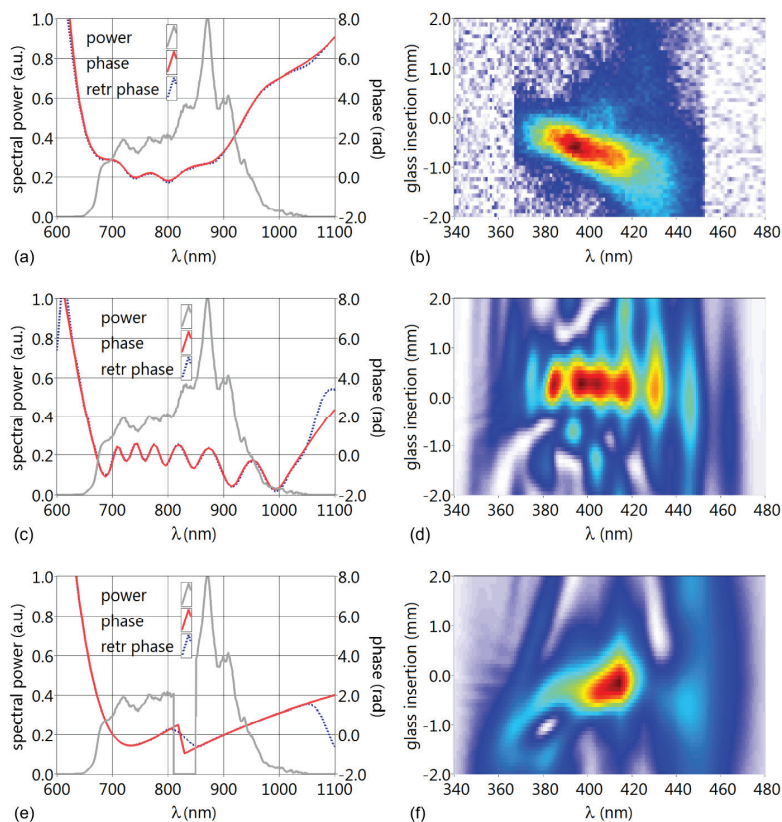 1.0
0.8
0.6
0.4
0.2
0.0
spectral power (a.u.)
power
phase
retr phase
8.0
6.0
4.0
2.0
0.0
-2.0
phase (rad)
600 700 800 900 1000 1100
λ (nm)
(a)
2.0
1.0
0.0
-1.0
-2.0
glass insertion (mm)
340 360 380 400 420 440 460 480
λ (nm)
(b)
1.0
0.8
0.6
0.4
0.2
0.0
spectral power (a.u.)
power
phase
retr phase
8.0
6.0
4.0
2.0
0.0
-2.0
phase (rad)
600 700 800 900 1000 1100
λ (nm)
(c)
2.0
1.0
0.0
-1.0
-2.0
glass insertion (mm)
340 360 380 400 420 440 460 480
λ (nm)
(d)
1.0
0.8
0.6
0.4
0.2
0.0
spectral power (a.u.)
power
phase
retr phase
8.0
6.0
4.0
2.0
0.0
-2.0
phase (rad)
600 700 800 900 1000 1100
λ (nm)
(e)
2.0
1.0
0.0
-1.0
-2.0
glass insertion (mm)
340 360 380 400 420 440 460 480
λ (nm)
(f)